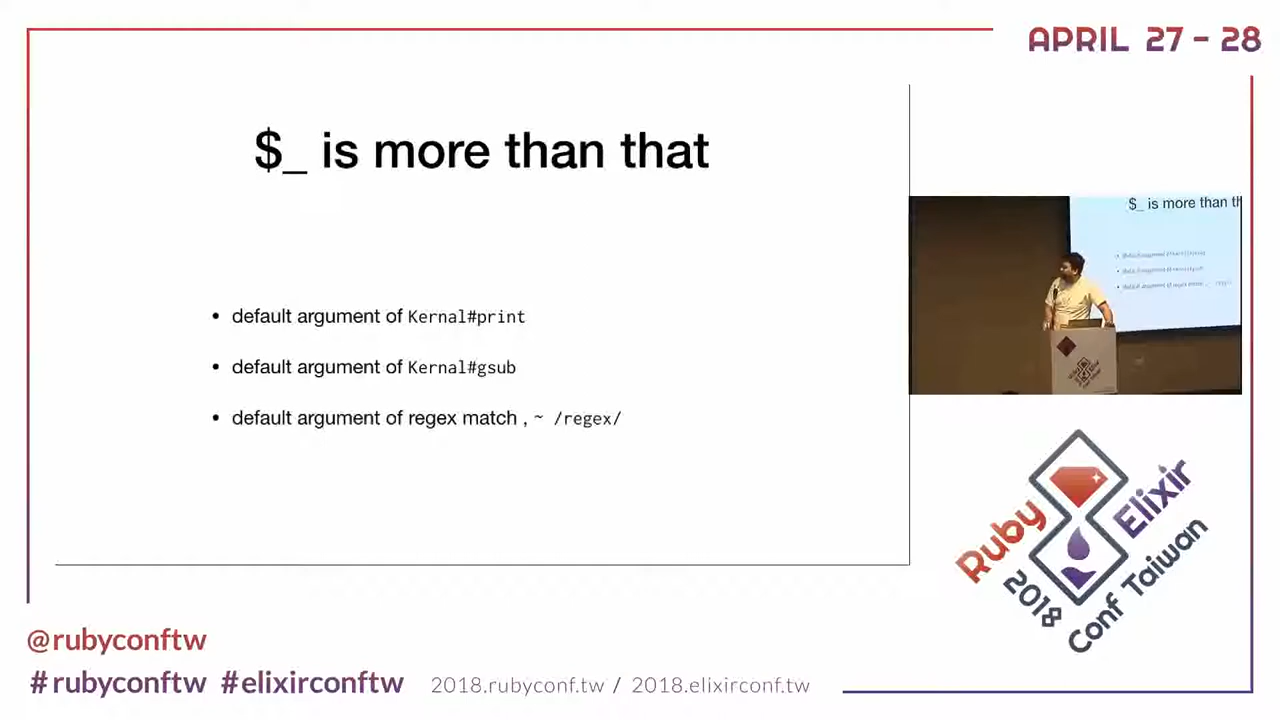 APRIL 27 - 28
$_ is more than that
• default argument of Kernal#print
• default argument of Kernal#gsub
• default argument of regex match , ~ /regex/
$_ is more than th
Ruby Elixir
2018
Conf Taiwan
@rubyconftw
#rubyconftw #elixirconftw
2018.rubyconf.tw / 2018.elixirconf.tw